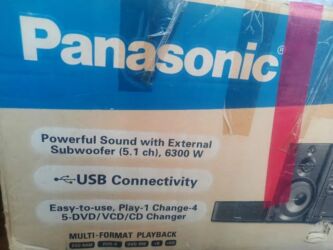 Panasonic®
Powerful Sound with External
Subwoofer (5.1 ch), 6300 W
USB Connectivity
Easy-to-use, Play-1 Change-4
5-DVD/VCD/CD Changer
MULTI-FORMAT PLAYBACK